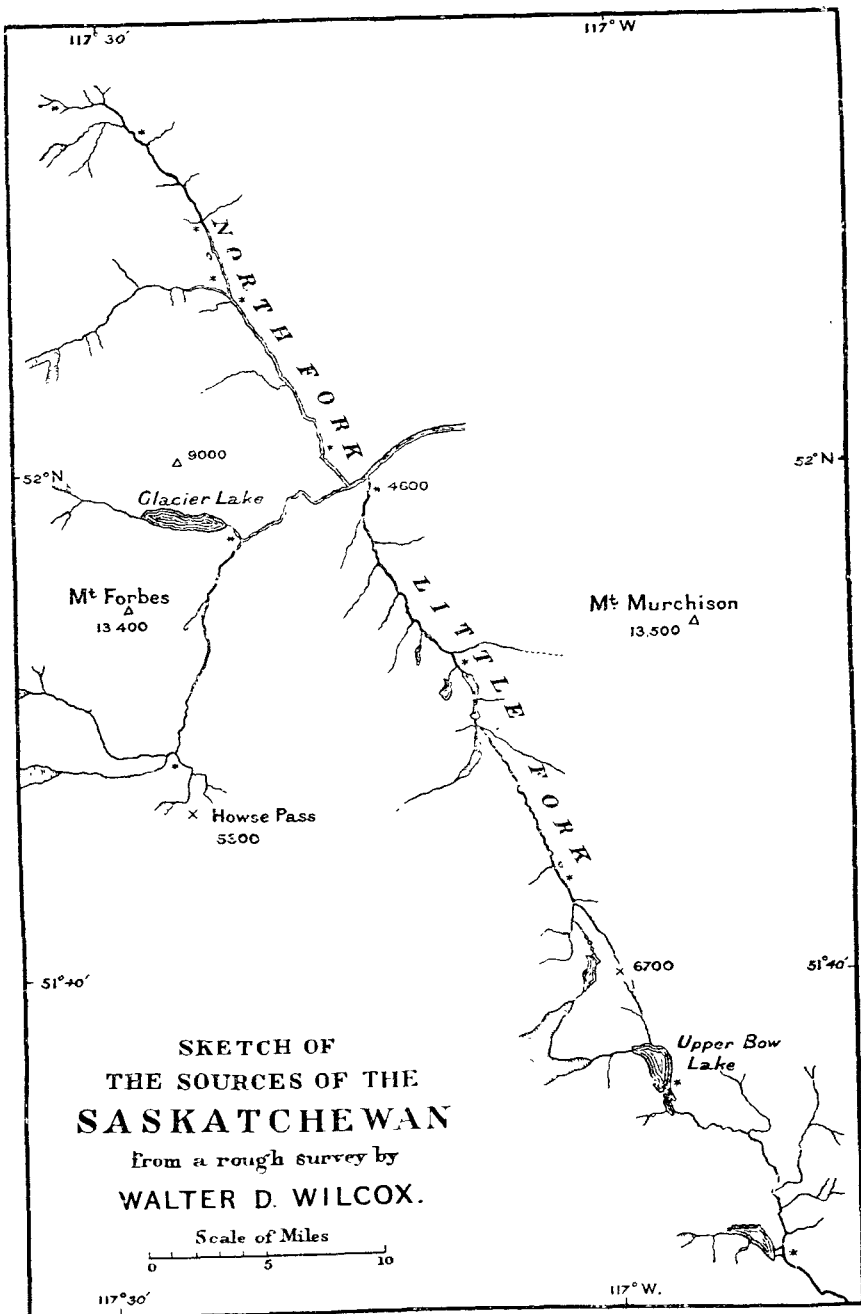 117° 30'
117° W
NORTH FORK
9000
52° N
52° N
Glacier Lake
4600
Mt Forbes
13 400
LITTLE FORK
Mt. Murchison
13,500
Howse Pass
6700
51° 40'
51° 40'
Upper Bow
Lake
SKETCH OF
THE SOURCES OF THE
SASKATCHEWAN
from a rough survey by
WALTER D. WILCOX.
Scale of Miles
0 5 10
117° 30'
117° W.